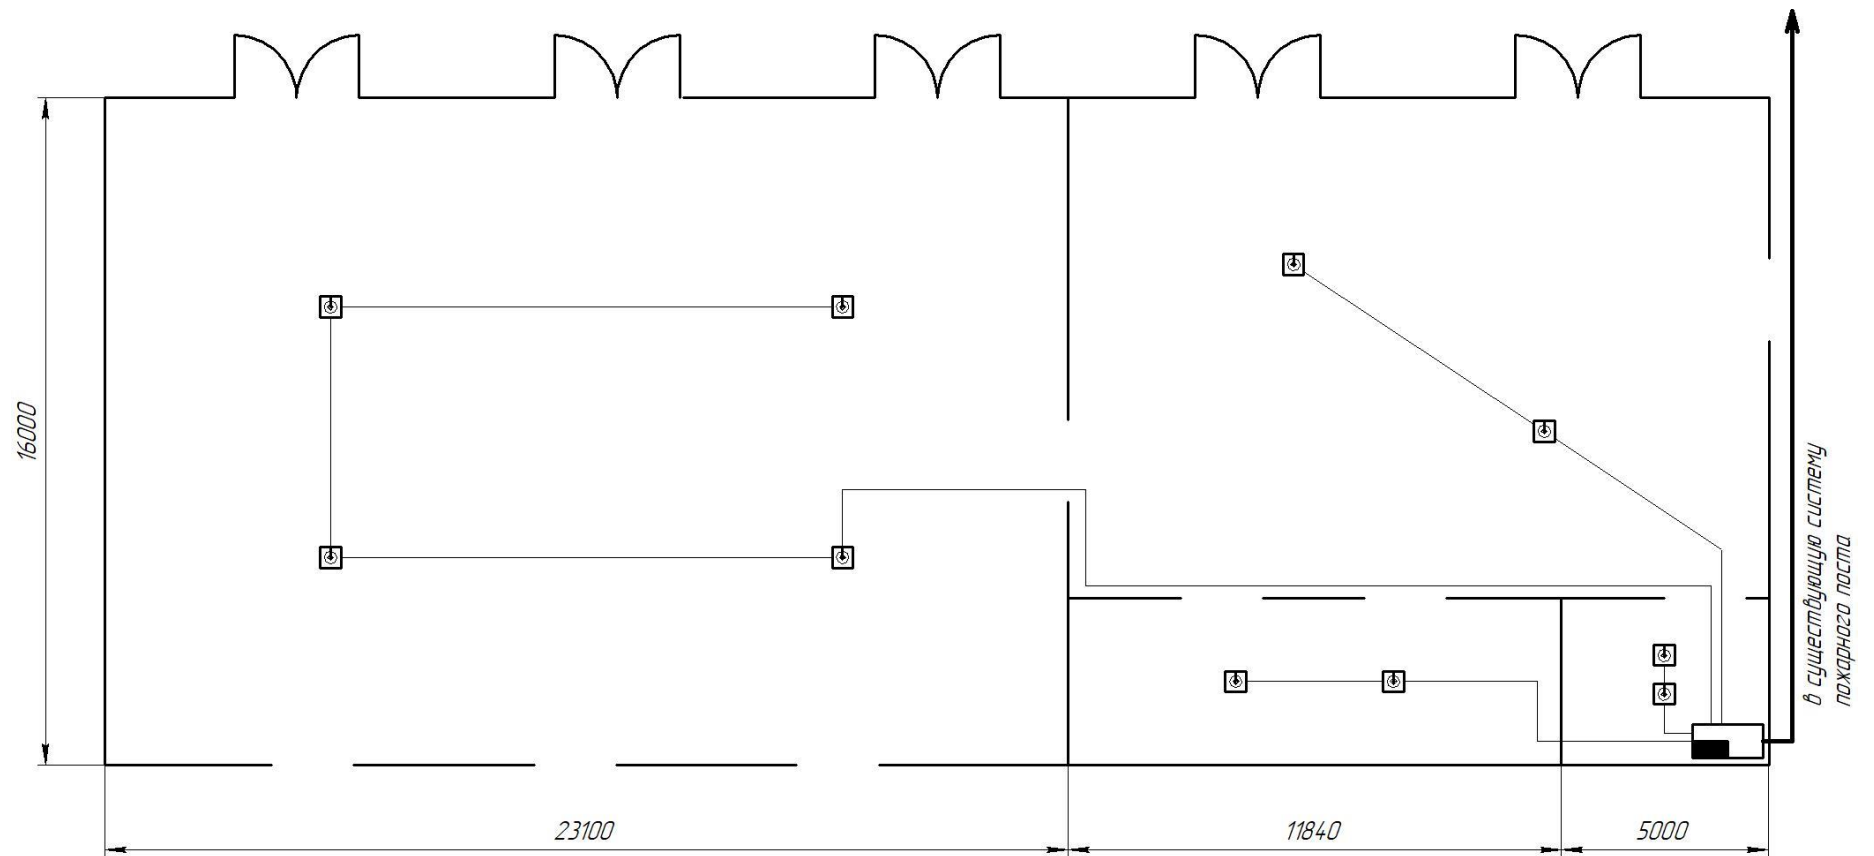 16000
в существующую систему
пожарного поста
23100
11840
5000